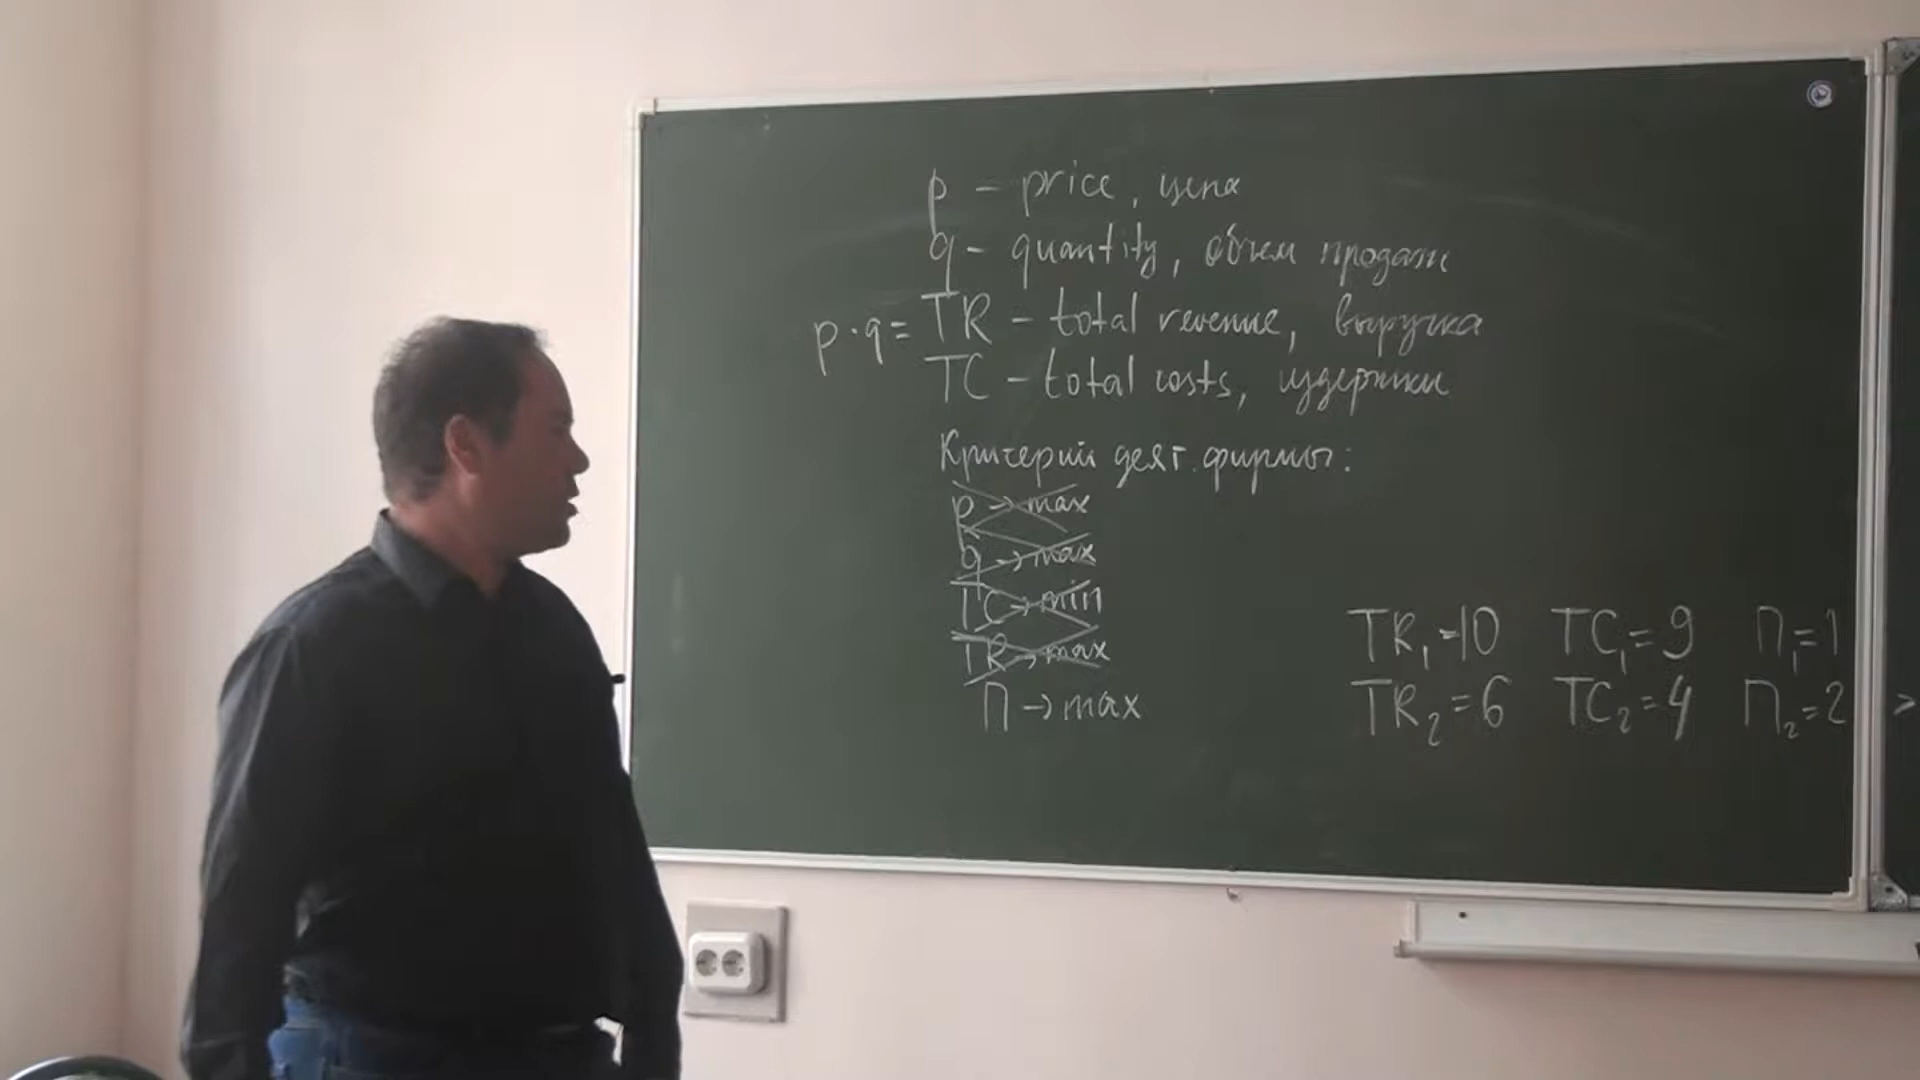 p – price, цена
q – quantity, объем продаж
p·q = TR – total revenue, выручка
TC – total costs, издержки
Критерий деят. фирмы:
p → max
q → max
TC → min
TR → max
П → max
TR₁=10 TC₁=9 П₁=1
TR₂=6 TC₂=4 П₂=2 >